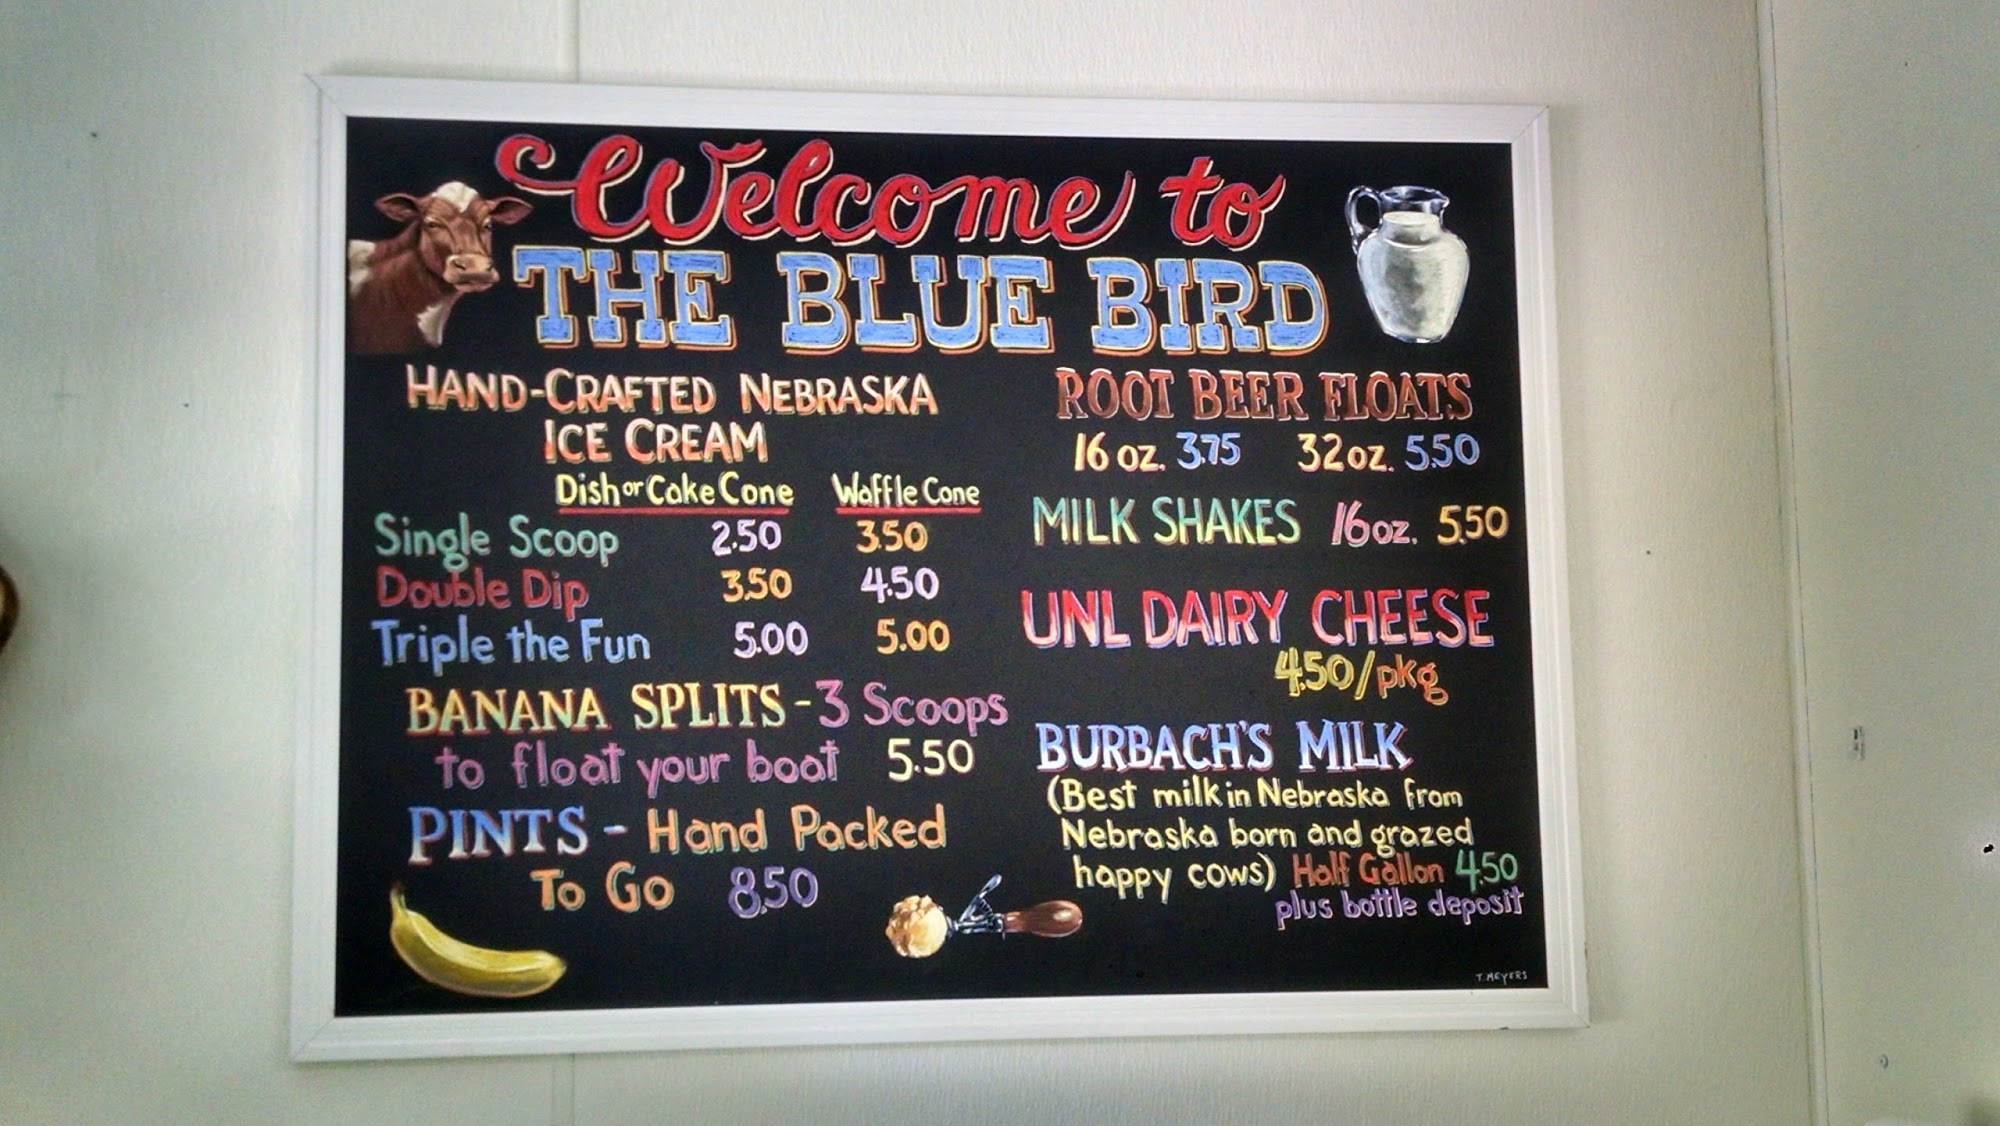 Welcome to
THE BLUE BIRD
HAND-CRAFTED NEBRASKA
ICE CREAM
Dish or Cake Cone Waffle Cone
Single Scoop 2.50 3.50
Double Dip 3.50 4.50
Triple the Fun 5.00 5.00
BANANA SPLITS - 3 Scoops
to float your boat 5.50
PINTS - Hand Packed
To Go 8.50
ROOT BEER FLOATS
16 oz. 3.75 32 oz. 5.50
MILK SHAKES 16 oz. 5.50
UNL DAIRY CHEESE
4.50/pkg
BURBACH'S MILK
(Best milk in Nebraska from
Nebraska born and grazed
happy cows) Half Gallon 4.50
plus bottle deposit
T. MEYERS